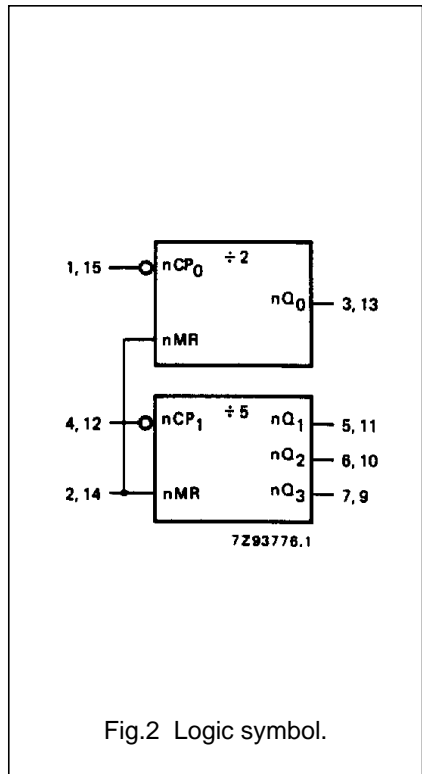 ÷2
1, 15 nCP0
nQ0 3, 13
nMR
÷5
4, 12 nCP1 nQ1 5, 11
nQ2 6, 10
2, 14 nMR nQ3 7, 9
7Z93776.1
Fig.2 Logic symbol.